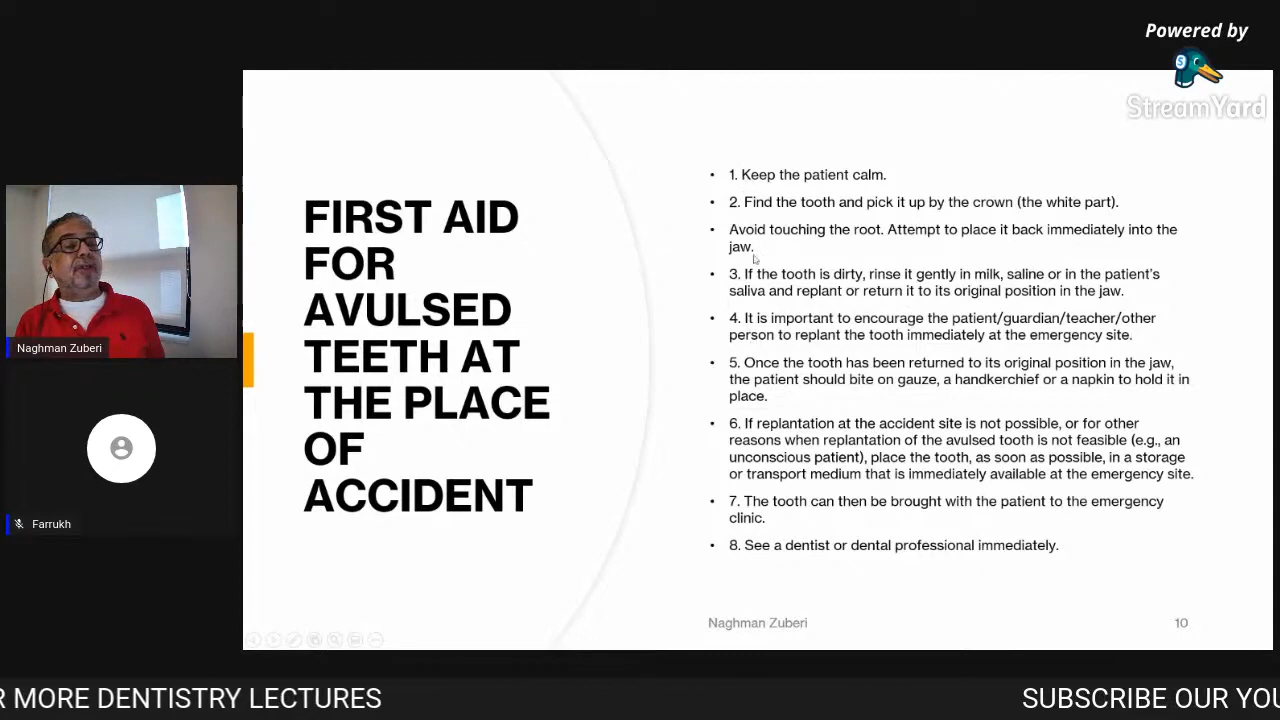 Powered by
StreamYard
FIRST AID
FOR
AVULSED
TEETH AT
THE PLACE
OF
ACCIDENT
• 1. Keep the patient calm.
• 2. Find the tooth and pick it up by the crown (the white part).
• Avoid touching the root. Attempt to place it back immediately into the
jaw.
• 3. If the tooth is dirty, rinse it gently in milk, saline or in the patient's
saliva and replant or return it to its original position in the jaw.
• 4. It is important to encourage the patient/guardian/teacher/other
person to replant the tooth immediately at the emergency site.
• 5. Once the tooth has been returned to its original position in the jaw,
the patient should bite on gauze, a handkerchief or a napkin to hold it in
place.
• 6. If replantation at the accident site is not possible, or for other
reasons when replantation of the avulsed tooth is not feasible (e.g., an
unconscious patient), place the tooth, as soon as possible, in a storage
or transport medium that is immediately available at the emergency site.
• 7. The tooth can then be brought with the patient to the emergency
clinic.
• 8. See a dentist or dental professional immediately.
Naghman Zuberi
10
Naghman Zuberi
Farrukh
R MORE DENTISTRY LECTURES
SUBSCRIBE OUR YOU